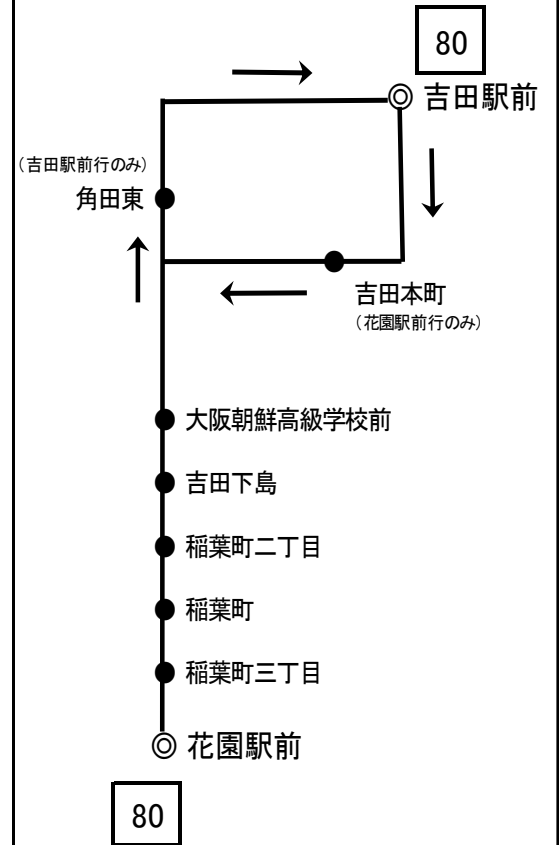 80
吉田駅前
（吉田駅前行のみ）
角田東
吉田本町
（花園駅前行のみ）
大阪朝鮮高級学校前
吉田下島
稲葉町二丁目
稲葉町
稲葉町三丁目
花園駅前
80